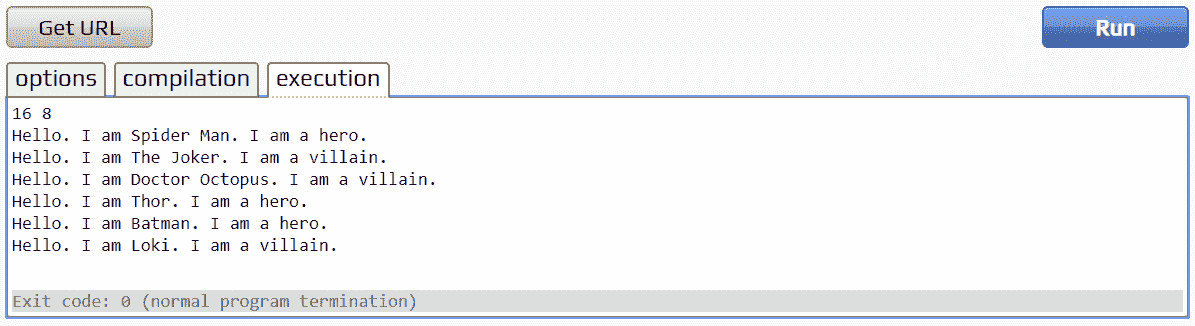 Get URL
Run
options compilation execution
16 8
Hello. I am Spider Man. I am a hero.
Hello. I am The Joker. I am a villain.
Hello. I am Doctor Octopus. I am a villain.
Hello. I am Thor. I am a hero.
Hello. I am Batman. I am a hero.
Hello. I am Loki. I am a villain.
Exit code: 0 (normal program termination)